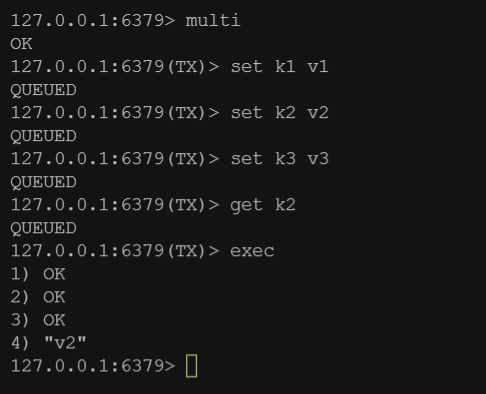 127.0.0.1:6379> multi
OK
127.0.0.1:6379(TX)> set k1 v1
QUEUED
127.0.0.1:6379(TX)> set k2 v2
QUEUED
127.0.0.1:6379(TX)> set k3 v3
QUEUED
127.0.0.1:6379(TX)> get k2
QUEUED
127.0.0.1:6379(TX)> exec
1) OK
2) OK
3) OK
4) "v2"
127.0.0.1:6379>